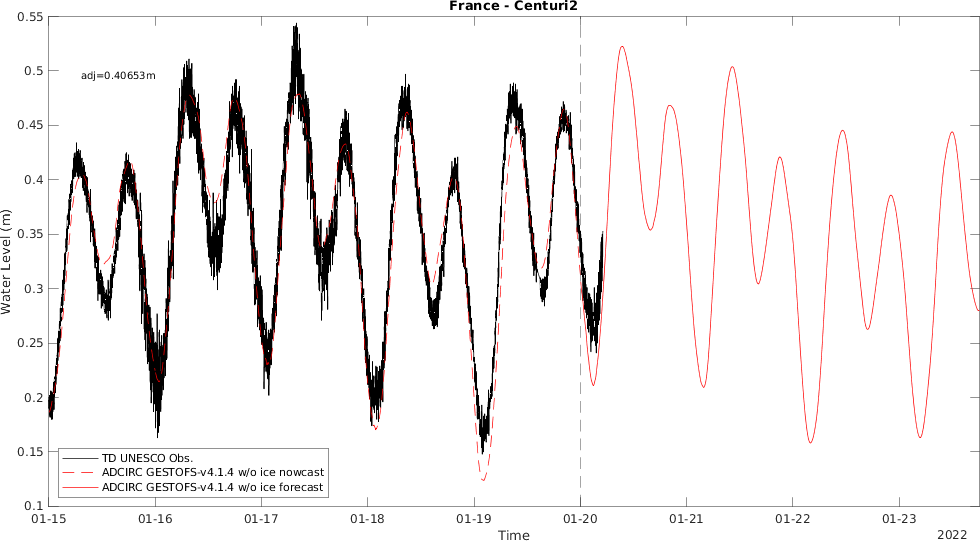 France - Centuri2
0.55
0.5
0.45
0.4
0.35
0.3
0.25
0.2
0.15
0.1
Water Level (m)
adj=0.40653m
TD UNESCO Obs.
ADCIRC GESTOFS-v4.1.4 w/o ice nowcast
ADCIRC GESTOFS-v4.1.4 w/o ice forecast
01-15 01-16 01-17 01-18 01-19 01-20 01-21 01-22 01-23
Time
2022